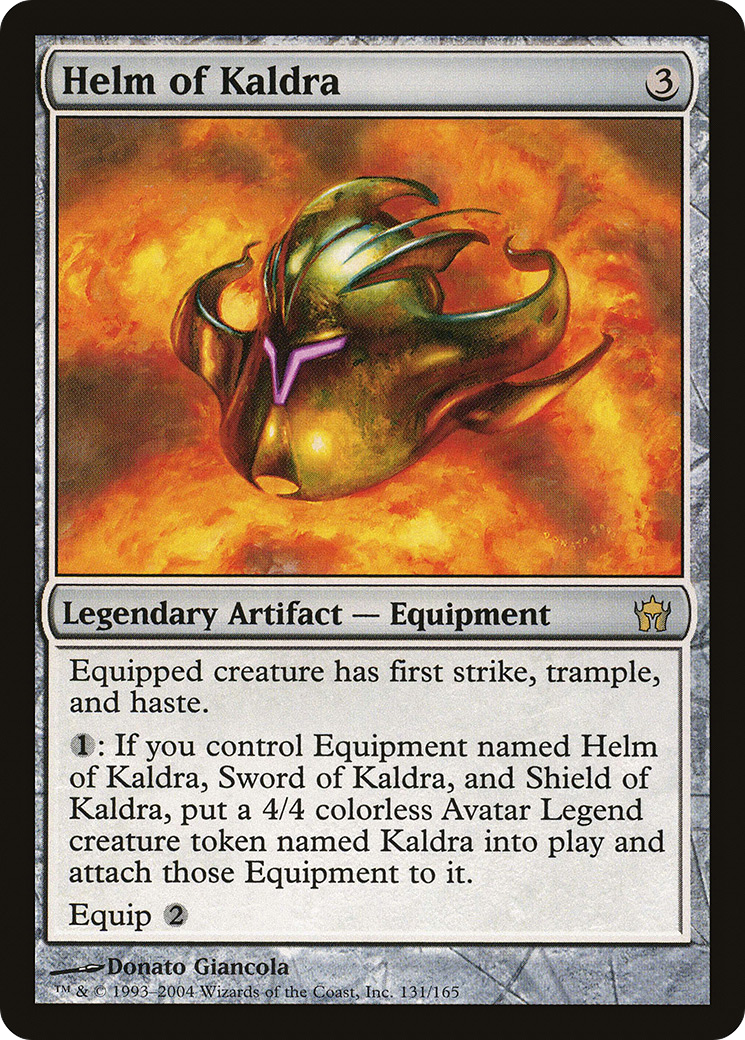 Helm of Kaldra
3
Legendary Artifact — Equipment
Equipped creature has first strike, trample,
and haste.
1: If you control Equipment named Helm
of Kaldra, Sword of Kaldra, and Shield of
Kaldra, put a 4/4 colorless Avatar Legend
creature token named Kaldra into play and
attach those Equipment to it.
Equip 2
Donato Giancola
™ & © 1993–2004 Wizards of the Coast, Inc. 131/165